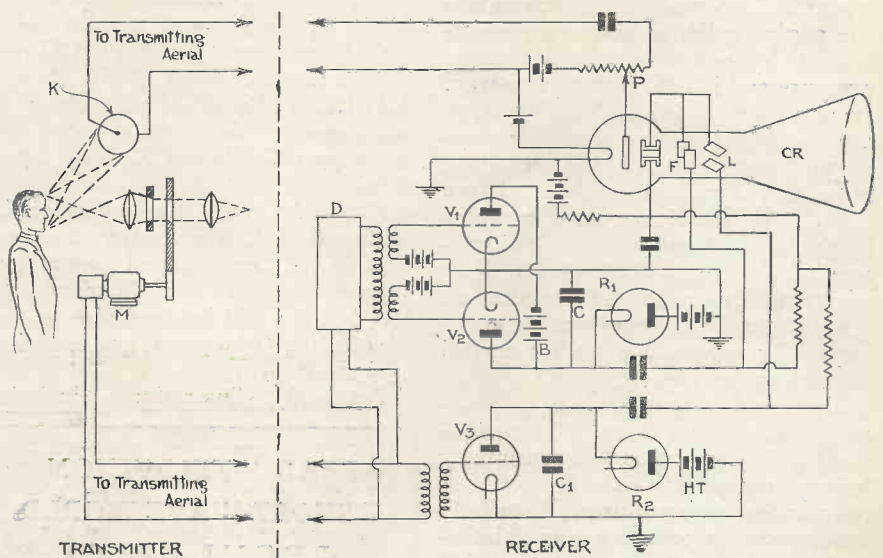 To Transmitting
Aerial
K
M
To Transmitting
Aerial
TRANSMITTER
P
F
L
CR
D
V1
V2
B
C
R1
V3
C1
R2
HT
RECEIVER